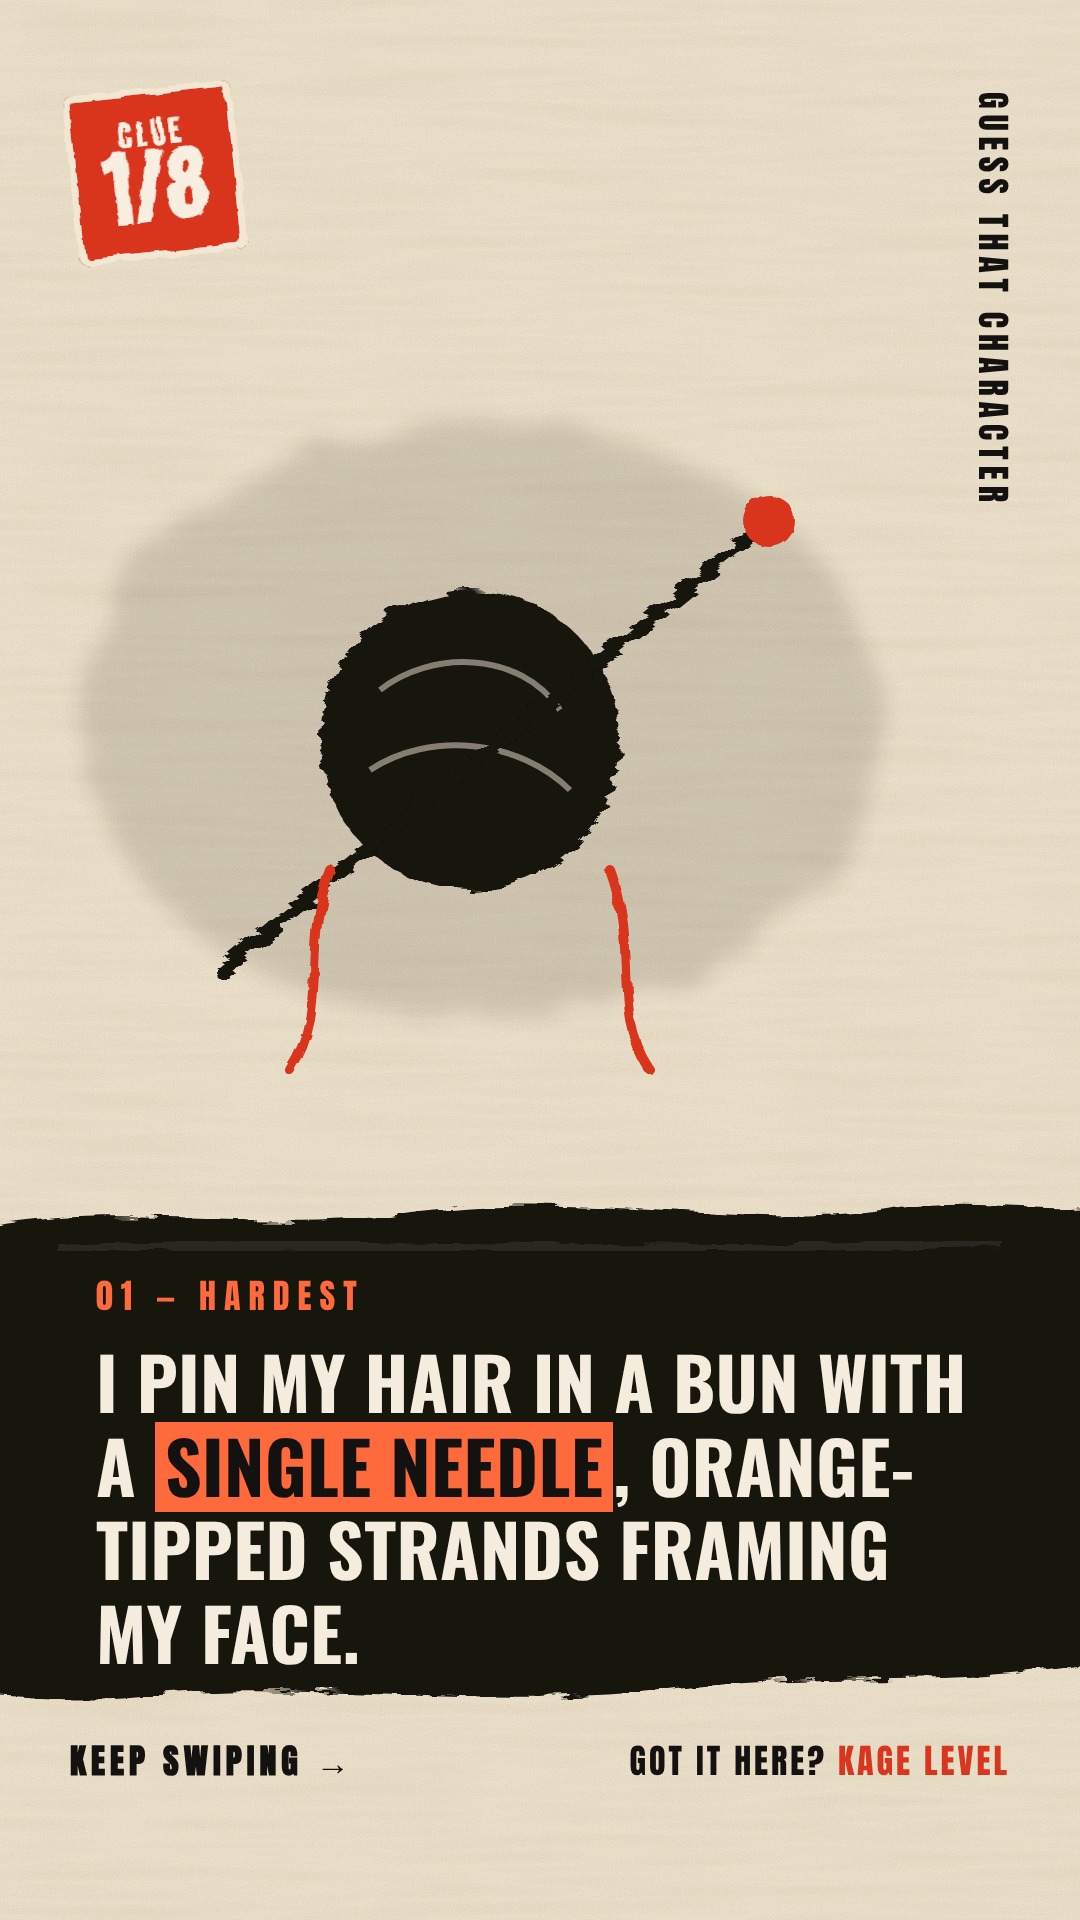 CLUE
1/8
GUESS THAT CHARACTER
01 – HARDEST
I PIN MY HAIR IN A BUN WITH
A SINGLE NEEDLE, ORANGE-
TIPPED STRANDS FRAMING
MY FACE.
KEEP SWIPING →
GOT IT HERE? KAGE LEVEL